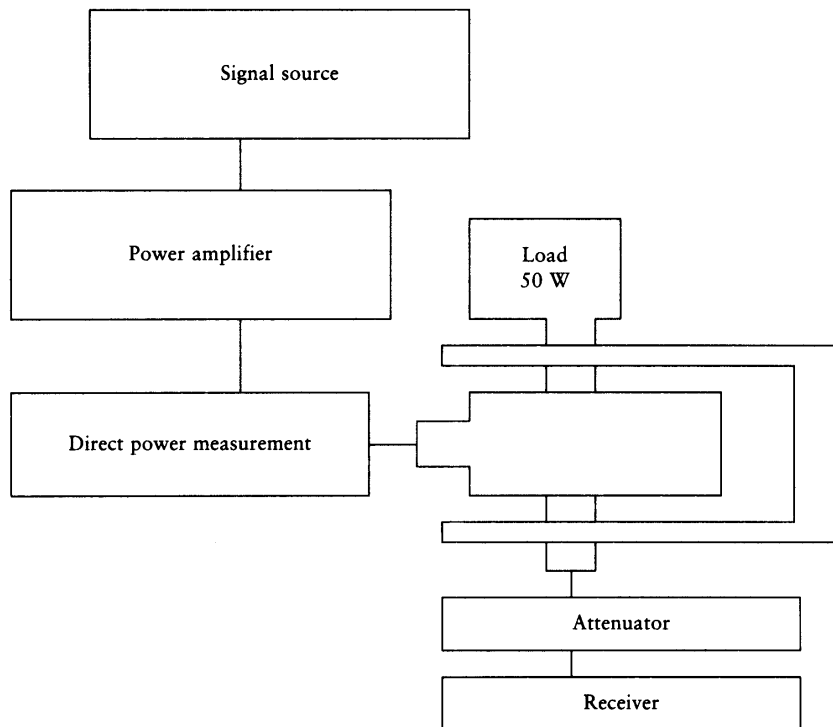 Signal source
Power amplifier
Load
50 W
Direct power measurement
Attenuator
Receiver